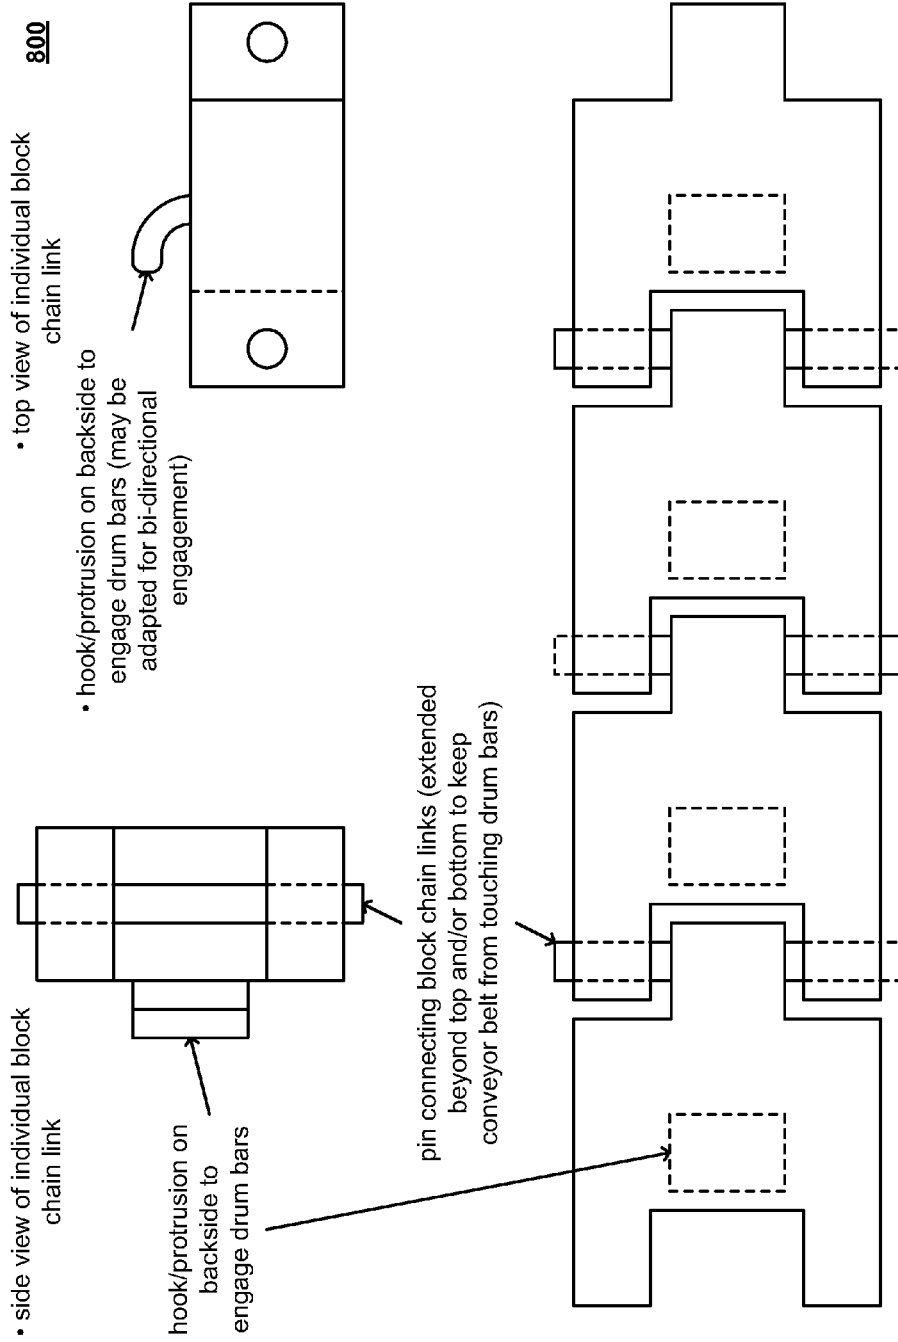 800
• side view of individual block
chain link
• top view of individual block
chain link
hook/protrusion on
backside to
engage drum bars
• hook/protrusion on backside to
engage drum bars (may be
adapted for bi-directional
engagement)
pin connecting block chain links (extended
beyond top and/or bottom to keep
conveyor belt from touching drum bars)